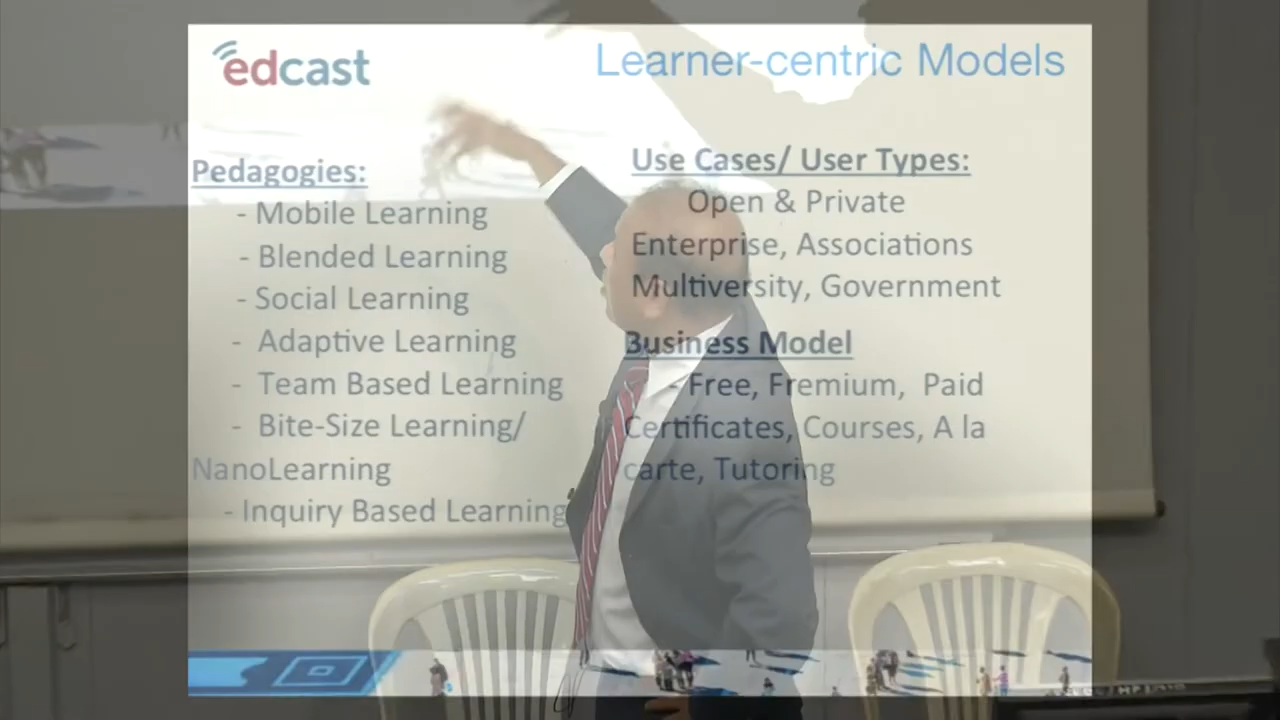 edcast
Learner-centric Models
Pedagogies:
- Mobile Learning
- Blended Learning
- Social Learning
- Adaptive Learning
- Team Based Learning
- Bite-Size Learning/
NanoLearning
- Inquiry Based Learning
Use Cases/ User Types:
Open & Private
Enterprise, Associations
Multiversity, Government
Business Model
- Free, Fremium, Paid
Certificates, Courses, A la
carte, Tutoring